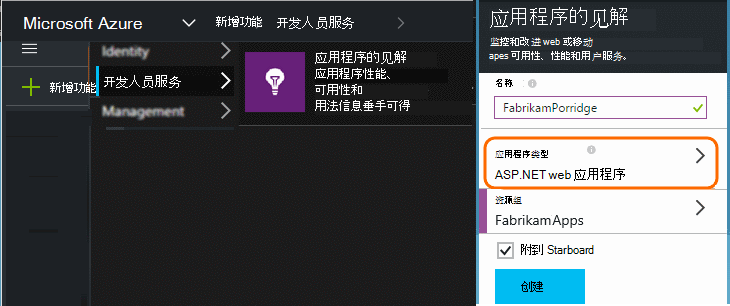 Microsoft Azure
新增功能
开发人员服务
新增功能
Identity
开发人员服务
Management
应用程序的见解
应用程序性能、
可用性和
用法信息垂手可得
应用程序的见解
监控和改进 web 或移动
apes 可用性、性能和用户服务。
名称
FabrikamPorridge
应用程序类型
ASP.NET web 应用程序
资源组
FabrikamApps
附到 Starboard
创建